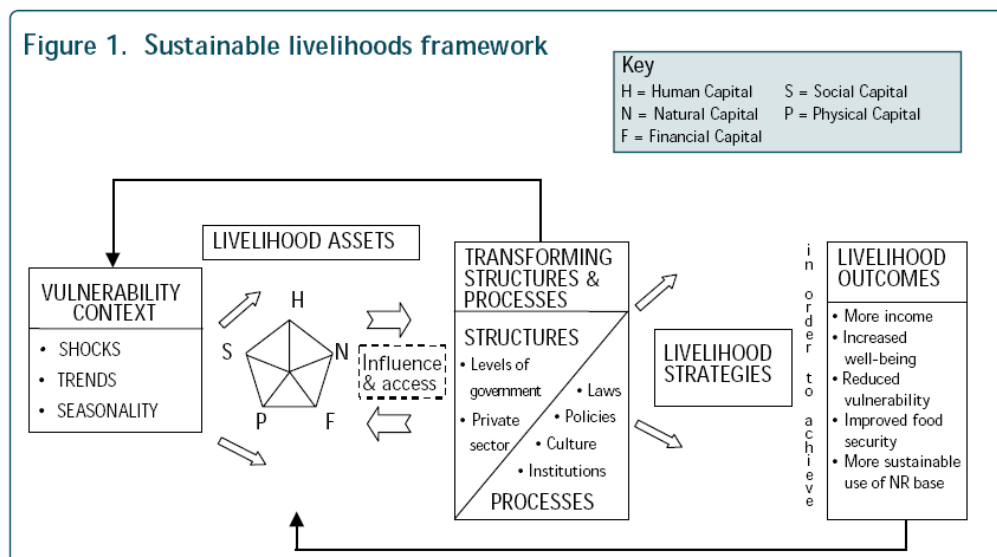 Figure 1. Sustainable livelihoods framework
Key
H = Human Capital S = Social Capital
N = Natural Capital P = Physical Capital
F = Financial Capital
VULNERABILITY
CONTEXT
• SHOCKS
• TRENDS
• SEASONALITY
LIVELIHOOD ASSETS
H
S
N
P
F
Influence
& access
TRANSFORMING
STRUCTURES &
PROCESSES
STRUCTURES
• Levels of
government
• Private
sector
• Laws
• Policies
• Culture
• Institutions
PROCESSES
LIVELIHOOD
STRATEGIES
in order to achieve
LIVELIHOOD
OUTCOMES
• More income
• Increased
well-being
• Reduced
vulnerability
• Improved food
security
• More sustainable
use of NR base